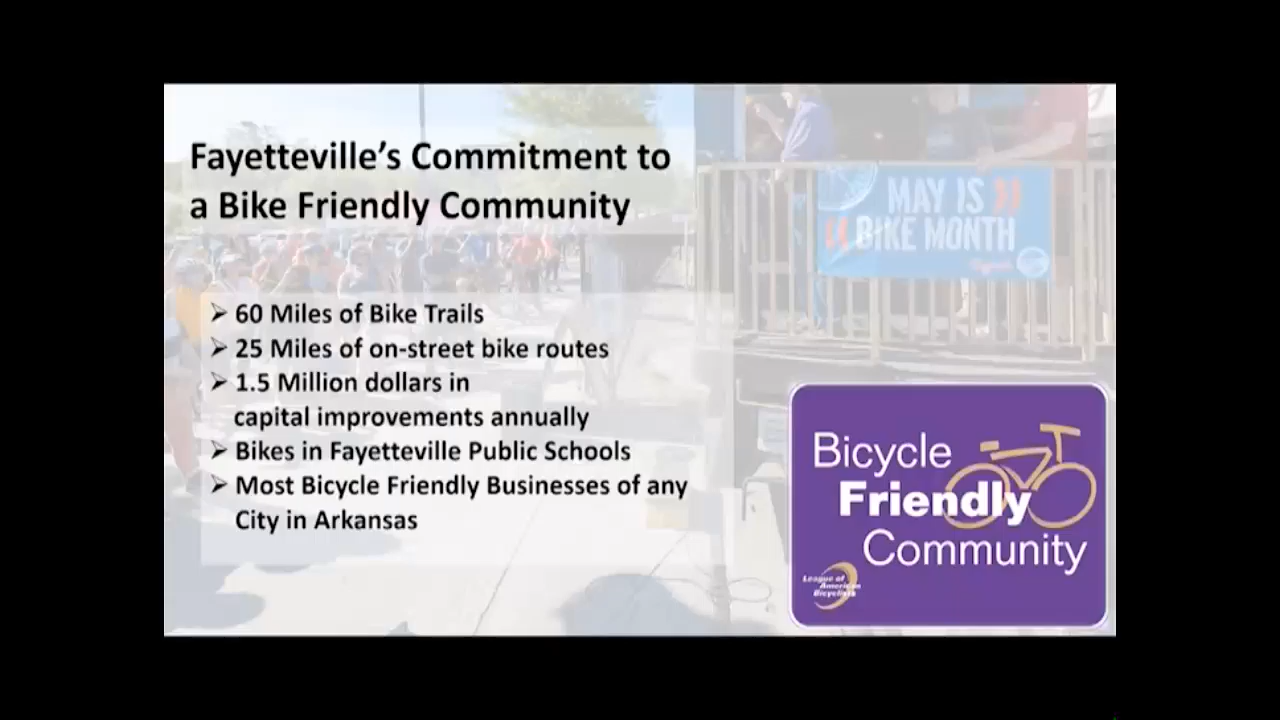 Fayetteville’s Commitment to
a Bike Friendly Community
MAY IS
BIKE MONTH
➢ 60 Miles of Bike Trails
➢ 25 Miles of on-street bike routes
➢ 1.5 Million dollars in
capital improvements annually
➢ Bikes in Fayetteville Public Schools
➢ Most Bicycle Friendly Businesses of any
City in Arkansas
Bicycle
Friendly
Community
League of
American
Bicyclists